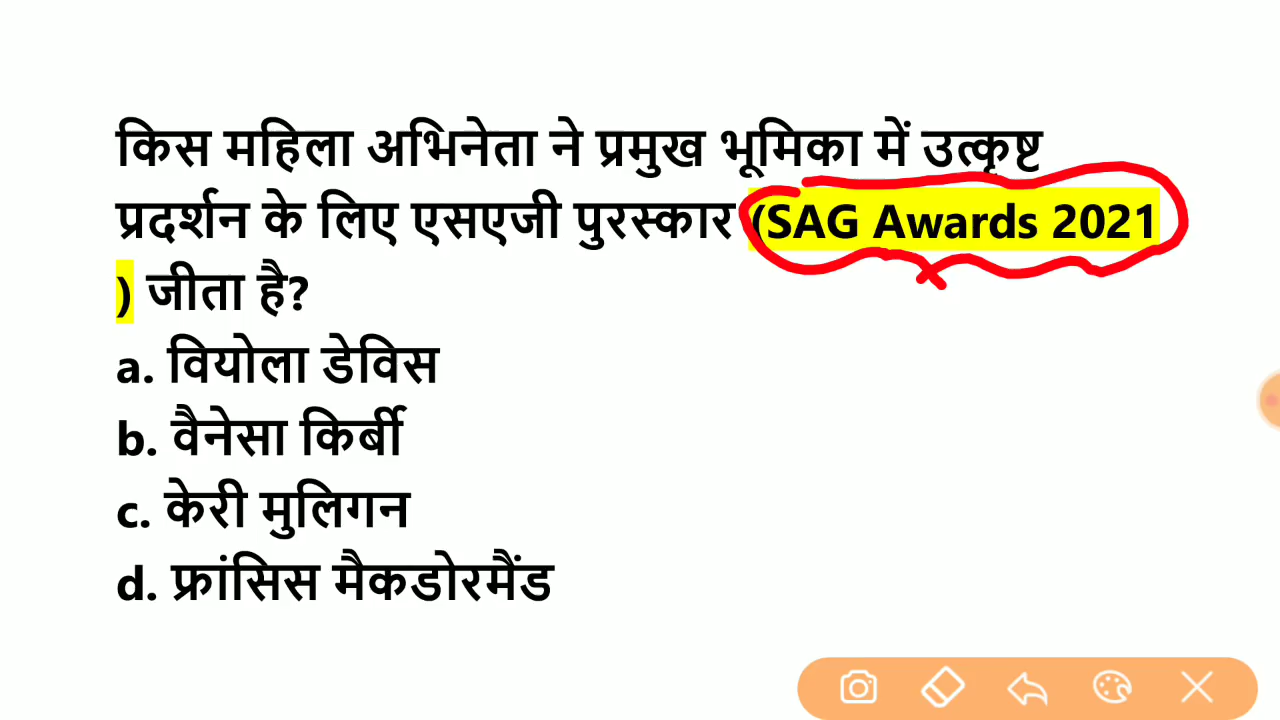 किस महिला अभिनेता ने प्रमुख भूमिका में उत्कृष्ट
प्रदर्शन के लिए एसएजी पुरस्कार (SAG Awards 2021
) जीता है?
a. वियोला डेविस
b. वैनेसा किर्बी
c. केरी मुलिगन
d. फ्रांसिस मैकडोरमैंड